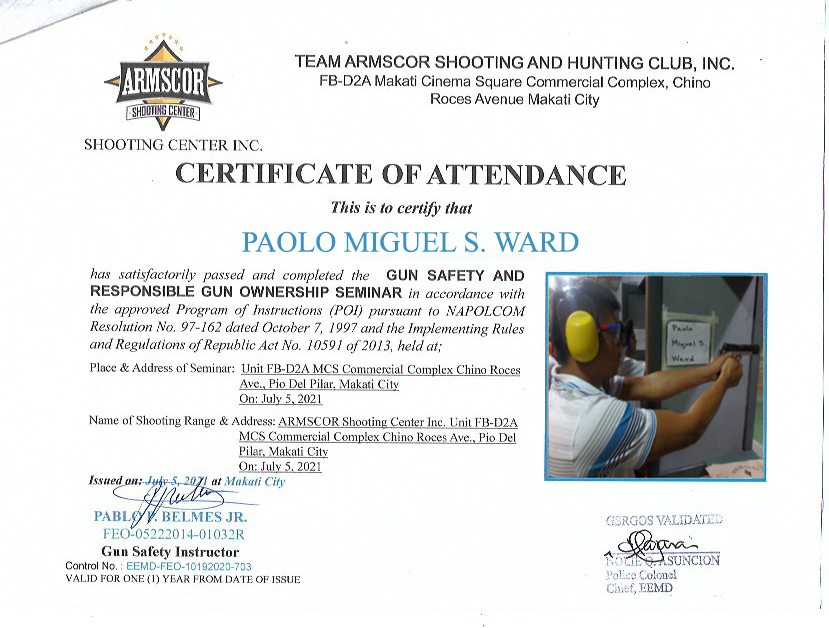 ARMSCOR
SHOOTING CENTER
SHOOTING CENTER INC.
TEAM ARMSCOR SHOOTING AND HUNTING CLUB, INC.
FB-D2A Makati Cinema Square Commercial Complex, Chino
Roces Avenue Makati City
CERTIFICATE OF ATTENDANCE
This is to certify that
PAOLO MIGUEL S. WARD
has satisfactorily passed and completed the GUN SAFETY AND
RESPONSIBLE GUN OWNERSHIP SEMINAR in accordance with
the approved Program of Instructions (POI) pursuant to NAPOLCOM
Resolution No. 97-162 dated October 7, 1997 and the Implementing Rules
and Regulations of Republic Act No. 10591 of 2013, held at;
Place & Address of Seminar: Unit FB-D2A MCS Commercial Complex Chino Roces
Ave., Pio Del Pilar, Makati City
On: July 5, 2021
Name of Shooting Range & Address: ARMSCOR Shooting Center Inc. Unit FB-D2A
MCS Commercial Complex Chino Roces Ave., Pio Del
Pilar, Makati City
On: July 5, 2021
Issued on: July 5, 2021 at Makati City
PABLO P. BELMES JR.
FEO-05222014-01032R
Gun Safety Instructor
Control No. : EEMD-FEO-10192020-703
VALID FOR ONE (1) YEAR FROM DATE OF ISSUE
Paolo
Miguel S.
Ward
GSRGOS VALIDATED
NOLIE Q. ASUNCION
Police Colonel
Chief, EEMD